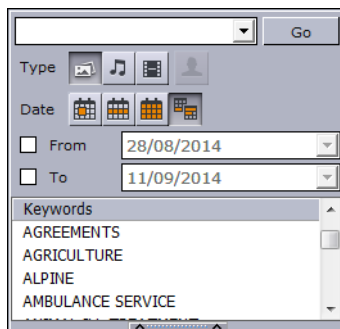 Go
Type
Date
From 28/08/2014
To 11/09/2014
Keywords
AGREEMENTS
AGRICULTURE
ALPINE
AMBULANCE SERVICE